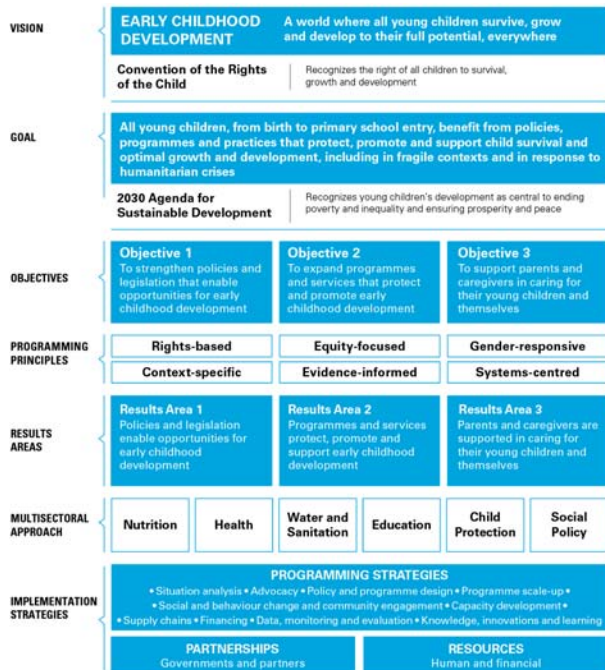 VISION
EARLY CHILDHOOD
DEVELOPMENT
A world where all young children survive, grow
and develop to their full potential, everywhere
Convention of the Rights
of the Child
Recognizes the right of all children to survival,
growth and development
GOAL
All young children, from birth to primary school entry, benefit from policies,
programmes and practices that protect, promote and support child survival and
optimal growth and development, including in fragile contexts and in response to
humanitarian crises
2030 Agenda for
Sustainable Development
Recognizes young children's development as central to ending
poverty and inequality and ensuring prosperity and peace
OBJECTIVES
Objective 1
To strengthen policies and
legislation that enable
opportunities for early
childhood development
Objective 2
To expand programmes
and services that protect
and promote early
childhood development
Objective 3
To support parents and
caregivers in caring for
their young children and
themselves
PROGRAMMING
PRINCIPLES
Rights-based
Equity-focused
Gender-responsive
Context-specific
Evidence-informed
Systems-centred
RESULTS
AREAS
Results Area 1
Policies and legislation
enable opportunities for
early childhood
development
Results Area 2
Programmes and services
protect, promote and
support early childhood
development
Results Area 3
Parents and caregivers are
supported in caring for
their young children and
themselves
MULTISECTORAL
APPROACH
Nutrition
Health
Water and
Sanitation
Education
Child
Protection
Social
Policy
IMPLEMENTATION
STRATEGIES
PROGRAMMING STRATEGIES
• Situation analysis • Advocacy • Policy and programme design • Programme scale-up •
• Social and behaviour change and community engagement • Capacity development •
• Supply chains • Financing • Data, monitoring and evaluation • Knowledge, innovations and learning •
PARTNERSHIPS
Governments and partners
RESOURCES
Human and financial